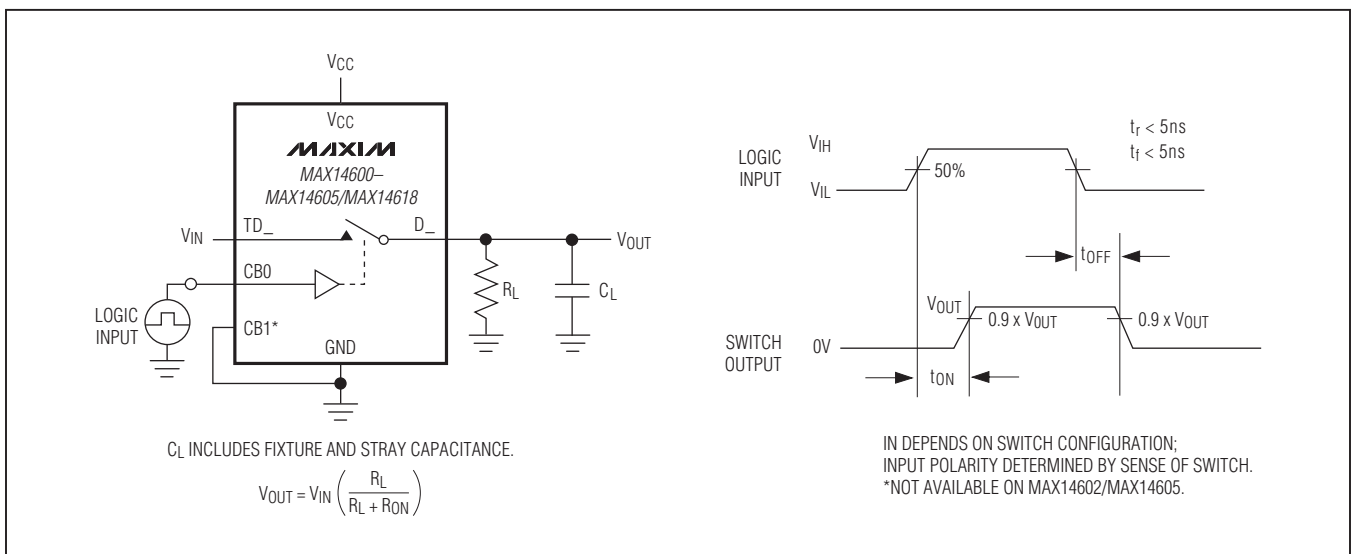 VCC
VCC
MAXIM
MAX14600–
MAX14605/MAX14618
VIN
TD_
D_
VOUT
CB0
LOGIC
INPUT
CB1*
GND
RL
CL
CL INCLUDES FIXTURE AND STRAY CAPACITANCE.
VOUT = VIN ( RL / RL + RON )
LOGIC
INPUT
VIH
VIL
50%
tr < 5ns
tf < 5ns
tOFF
VOUT
0.9 x VOUT
0.9 x VOUT
SWITCH
OUTPUT
0V
tON
IN DEPENDS ON SWITCH CONFIGURATION;
INPUT POLARITY DETERMINED BY SENSE OF SWITCH.
*NOT AVAILABLE ON MAX14602/MAX14605.